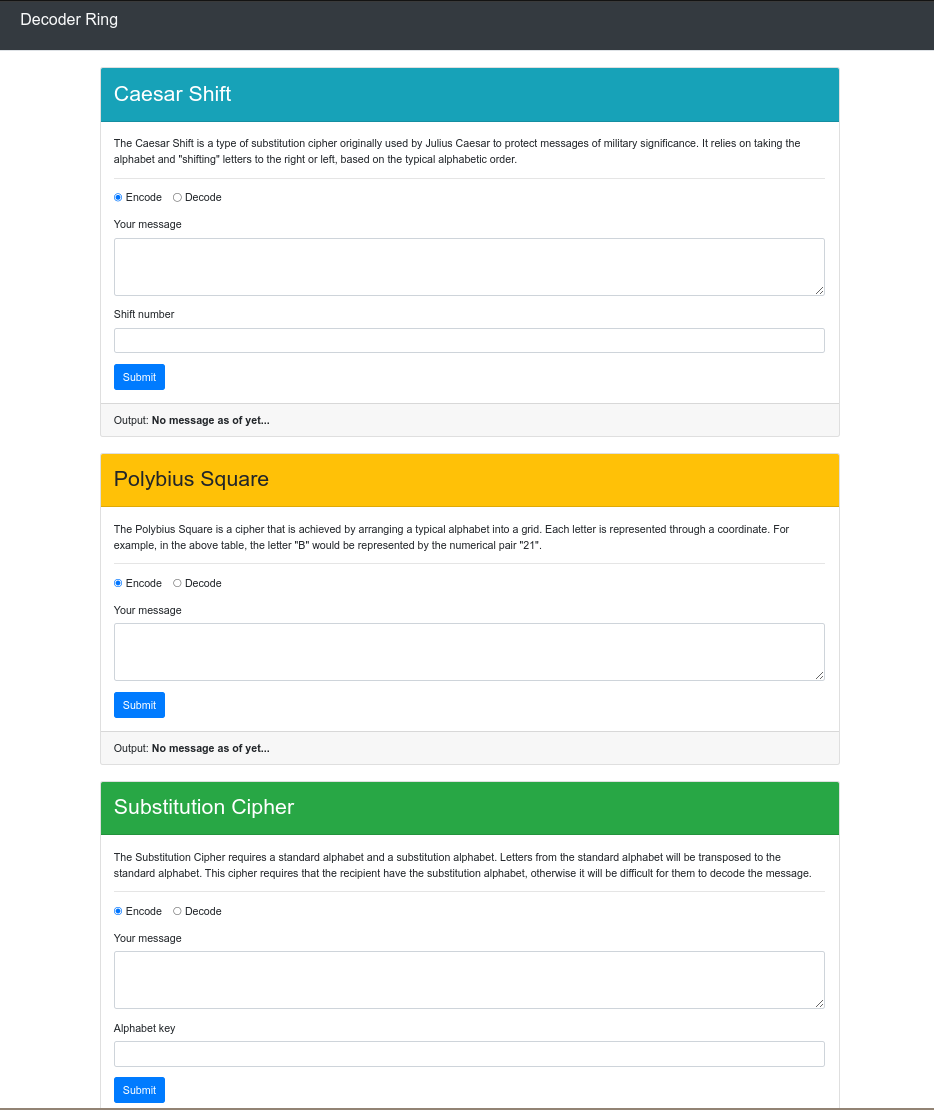 Decoder Ring
Caesar Shift
The Caesar Shift is a type of substitution cipher originally used by Julius Caesar to protect messages of military significance. It relies on taking the
alphabet and "shifting" letters to the right or left, based on the typical alphabetic order.
Encode Decode
Your message
Shift number
Submit
Output: No message as of yet...
Polybius Square
The Polybius Square is a cipher that is achieved by arranging a typical alphabet into a grid. Each letter is represented through a coordinate. For
example, in the above table, the letter "B" would be represented by the numerical pair "21".
Encode Decode
Your message
Submit
Output: No message as of yet...
Substitution Cipher
The Substitution Cipher requires a standard alphabet and a substitution alphabet. Letters from the standard alphabet will be transposed to the
standard alphabet. This cipher requires that the recipient have the substitution alphabet, otherwise it will be difficult for them to decode the message.
Encode Decode
Your message
Alphabet key
Submit